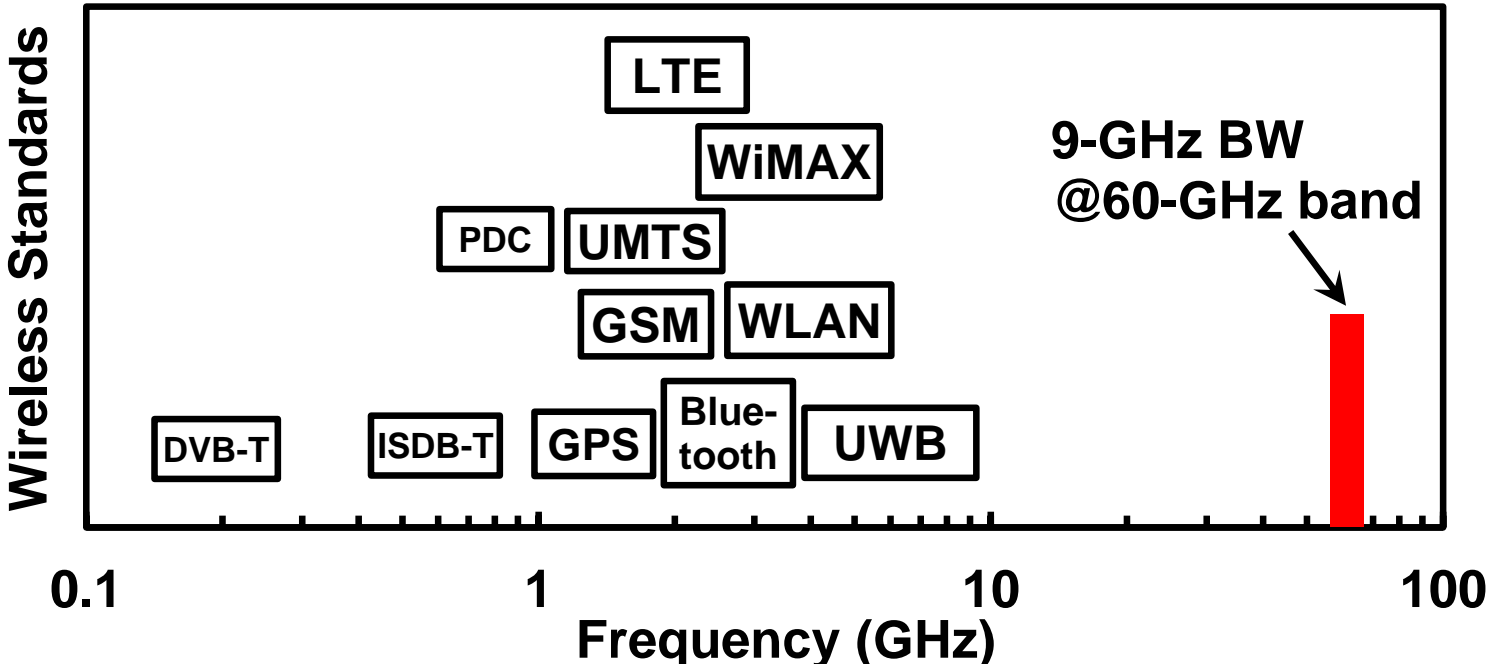 Wireless Standards
LTE
WiMAX
9-GHz BW
@60-GHz band
PDC
UMTS
GSM
WLAN
DVB-T
ISDB-T
GPS
Blue-
tooth
UWB
0.1
1
10
100
Frequency (GHz)